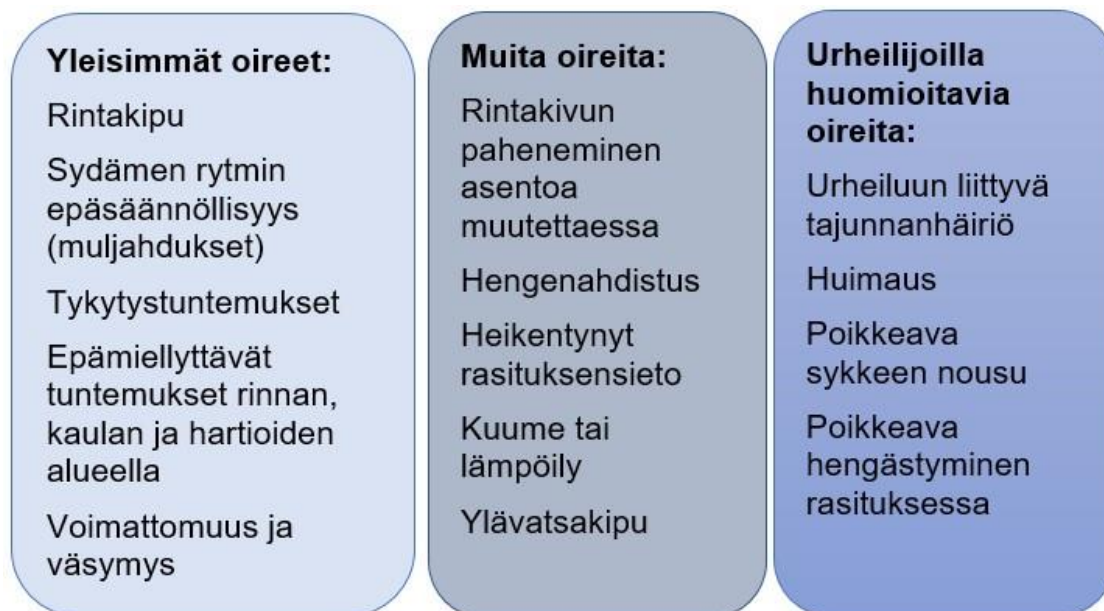 Yleisimmät oireet:
Rintakipu
Sydämen rytmin
epäsäännöllisyys
(muljahdukset)
Tykytystuntemukset
Epämiellyttävät
tuntemukset rinnan,
kaulan ja hartioiden
alueella
Voimattomuus ja
väsymys
Muita oireita:
Rintakivun
paheneminen
asentoa
muutettaessa
Hengenahdistus
Heikentynyt
rasituksensieto
Kuume tai
lämpöily
Ylävatsakipu
Urheilijoilla
huomioitavia
oireita:
Urheiluun liittyvä
tajunnanhäiriö
Huimaus
Poikkeava
sykkeen nousu
Poikkeava
hengästyminen
rasituksessa